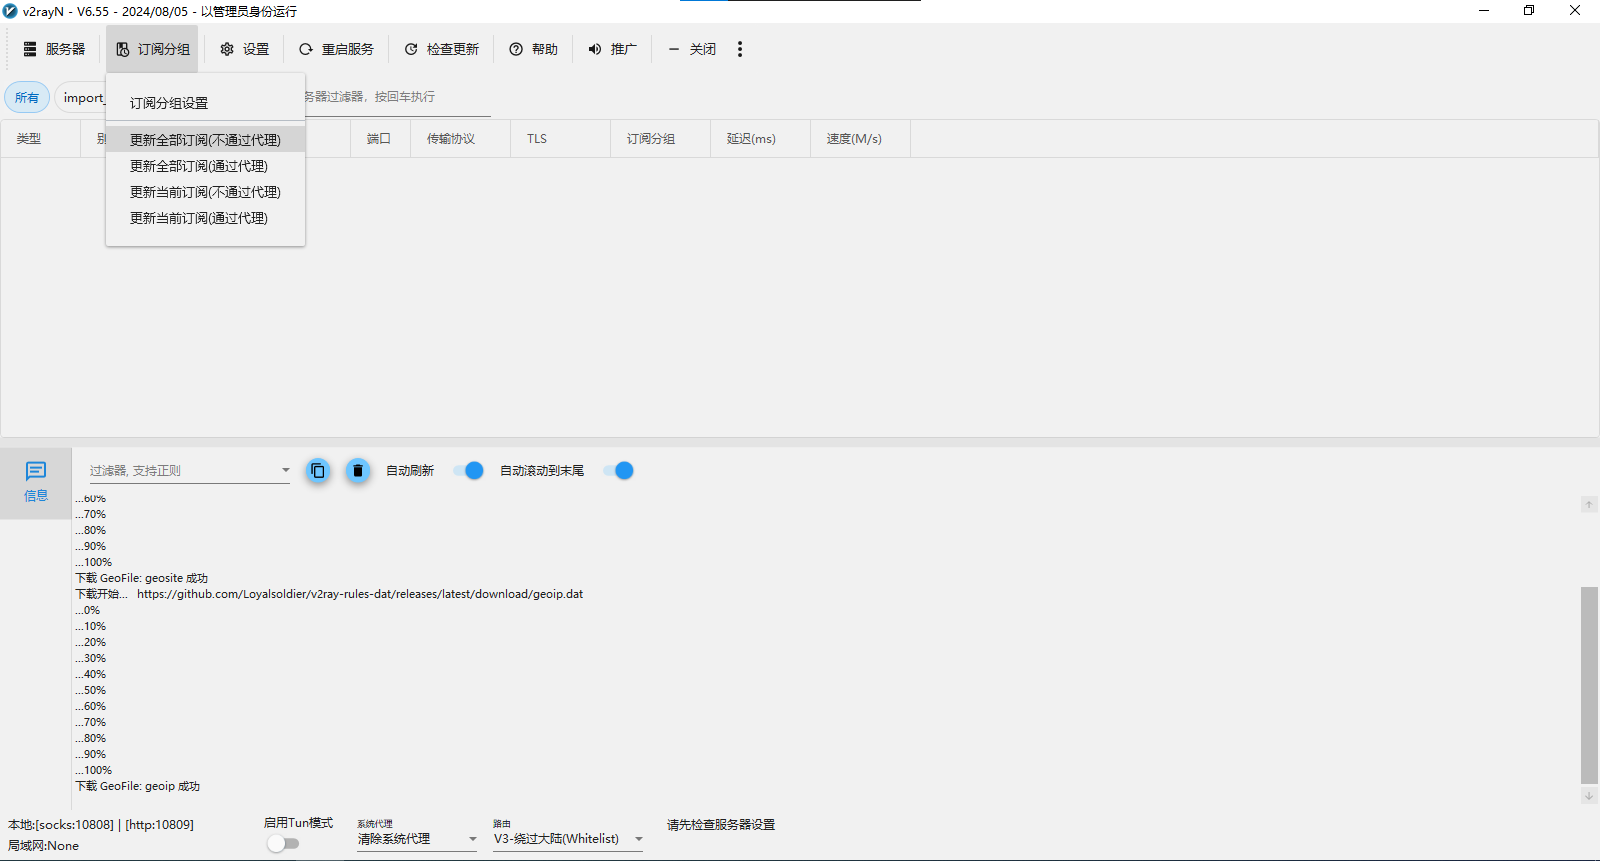 v2rayN - V6.55 - 2024/08/05 - 以管理员身份运行
服务器 订阅分组 设置 重启服务 检查更新 帮助 推广 关闭
所有 import_ 务器过滤器，按回车执行
订阅分组设置
类型 别 端口 传输协议 TLS 订阅分组 延迟(ms) 速度(M/s)
更新全部订阅(不通过代理)
更新全部订阅(通过代理)
更新当前订阅(不通过代理)
更新当前订阅(通过代理)
信息
过滤器, 支持正则 自动刷新 自动滚动到末尾
...60%
...70%
...80%
...90%
...100%
下载 GeoFile: geosite 成功
下载开始... https://github.com/Loyalsoldier/v2ray-rules-dat/releases/latest/download/geoip.dat
...0%
...10%
...20%
...30%
...40%
...50%
...60%
...70%
...80%
...90%
...100%
下载 GeoFile: geoip 成功
本地:[socks:10808] | [http:10809]
局域网:None
启用Tun模式
系统代理
清除系统代理
路由
V3-绕过大陆(Whitelist)
请先检查服务器设置